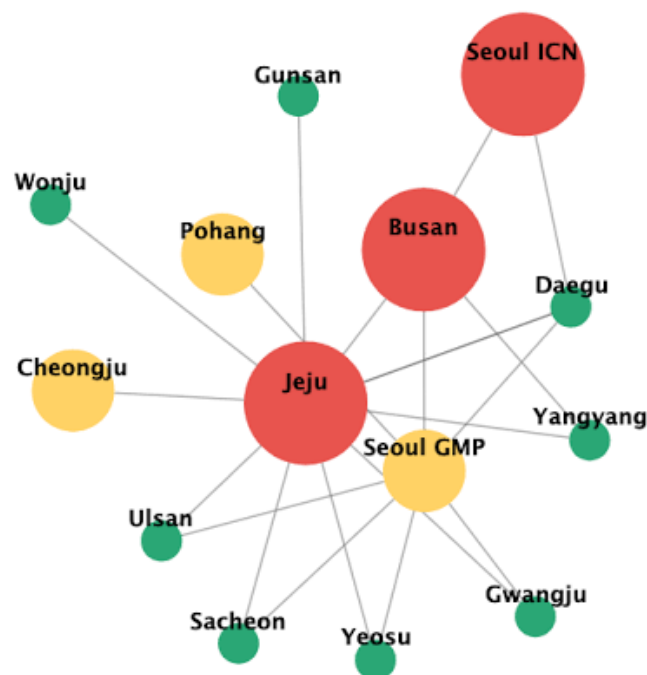 Seoul ICN
Gunsan
Wonju
Pohang
Busan
Daegu
Cheongju
Jeju
Yangyang
Seoul GMP
Ulsan
Gwangju
Sacheon
Yeosu